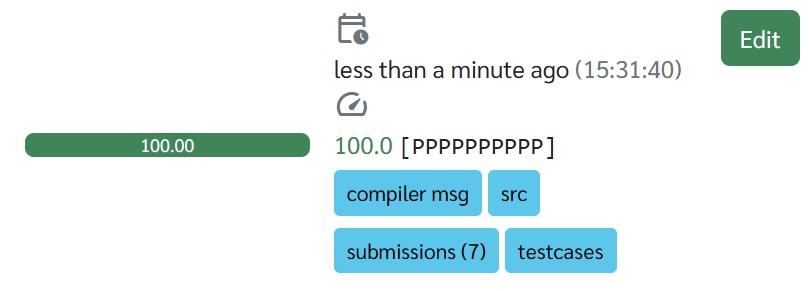 Edit
less than a minute ago (15:31:40)
100.00
100.0 [PPPPPPPPPP]
compiler msg src
submissions (7) testcases